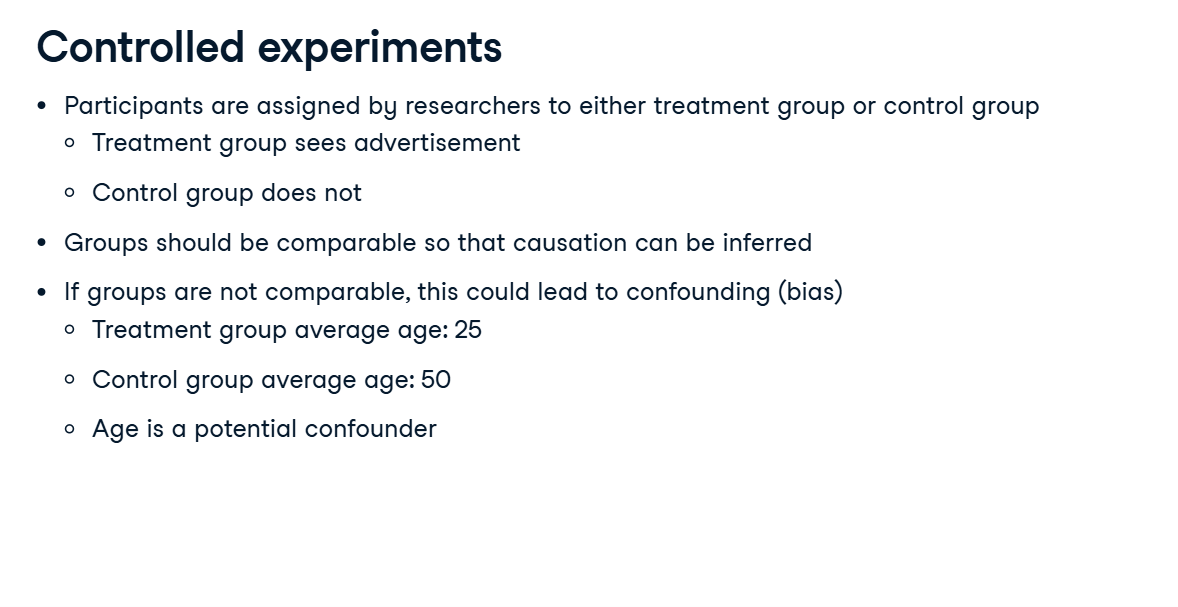 Controlled experiments
• Participants are assigned by researchers to either treatment group or control group
○ Treatment group sees advertisement
○ Control group does not
• Groups should be comparable so that causation can be inferred
• If groups are not comparable, this could lead to confounding (bias)
○ Treatment group average age: 25
○ Control group average age: 50
○ Age is a potential confounder